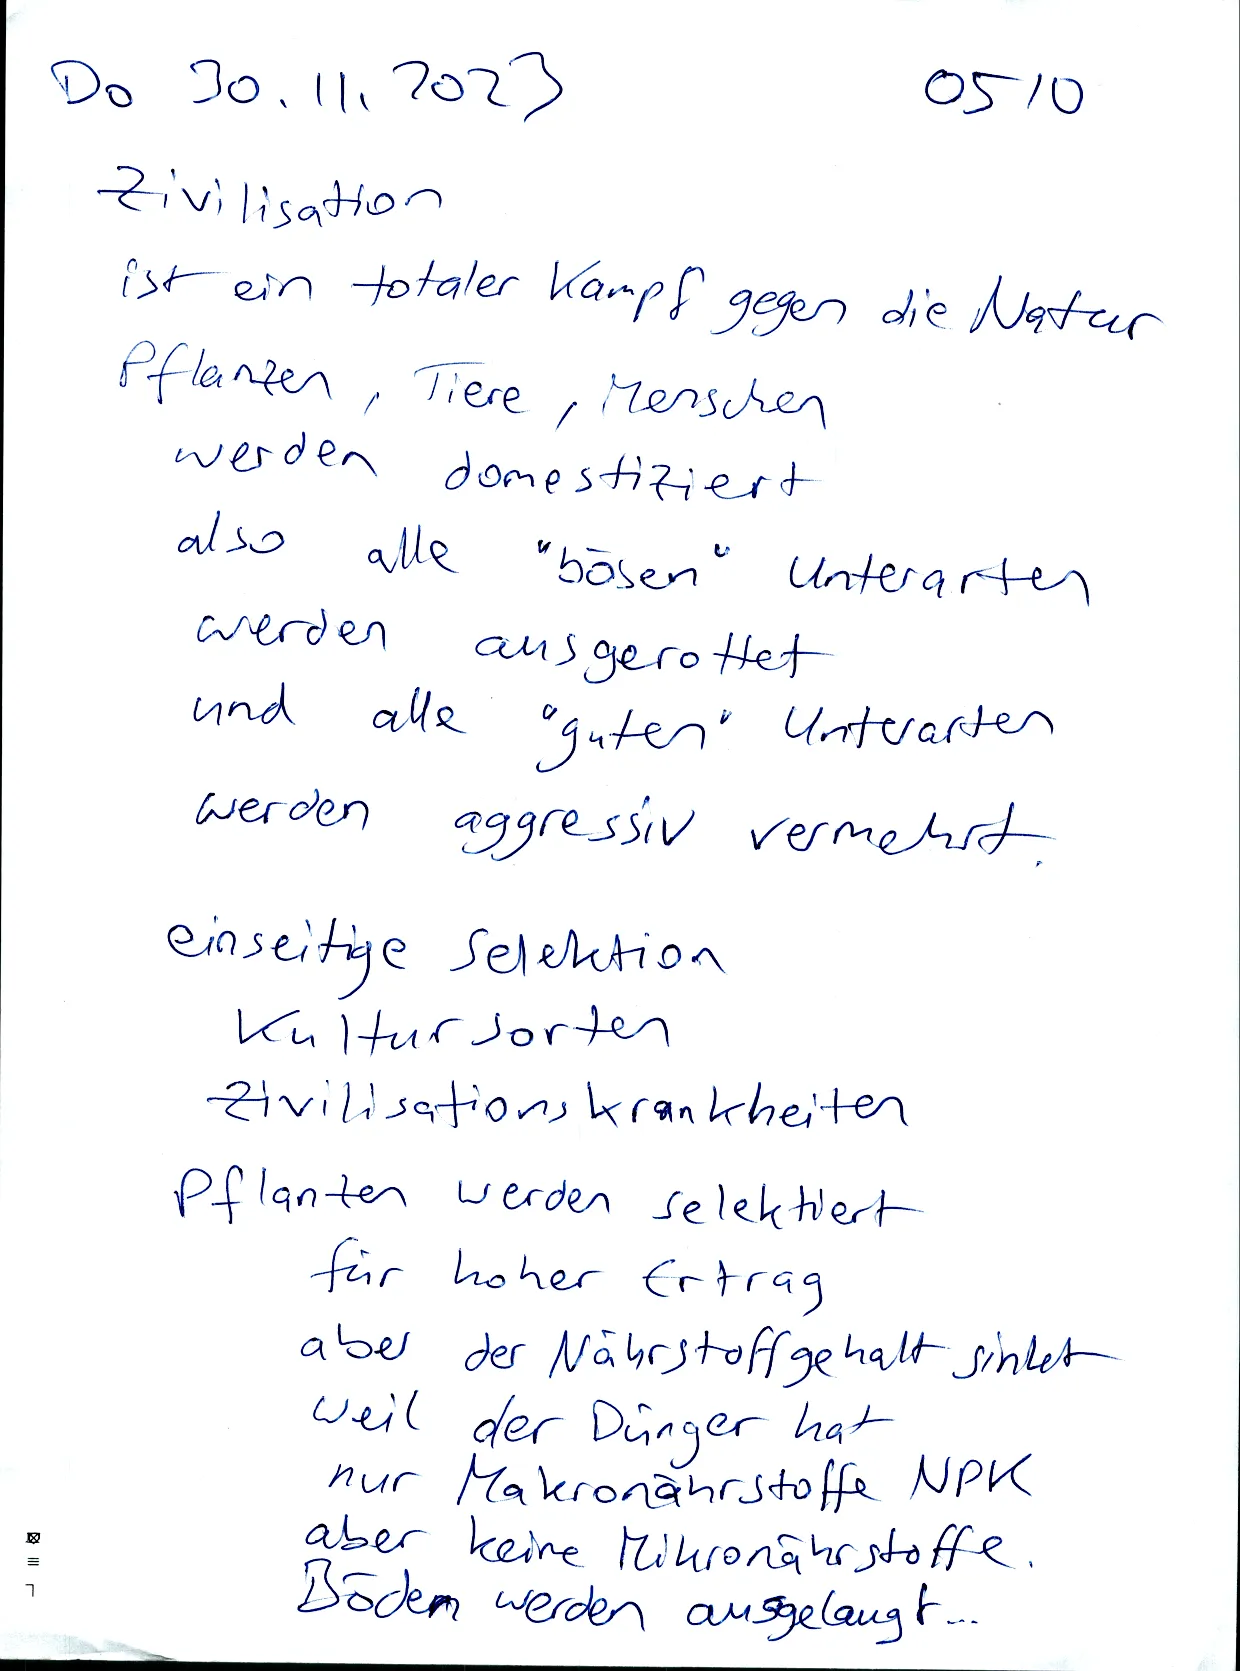 Do 30.11.2023 0510
Zivilisation
ist ein totaler Kampf gegen die Natur
Pflanzen, Tiere, Menschen
werden domestiziert
also alle "bösen" Unterarten
werden ausgerottet
und alle "guten" Unterarten
werden aggressiv vermehrt.
einseitige Selektion
Kultursorten
Zivilisationskrankheiten
Pflanzen werden selektiert
für hoher Ertrag
aber der Nährstoffgehalt sinket
weil der Dünger hat
nur Makronährstoffe NPK
aber keine Mikronährstoffe.
Böden werden ausgelaugt...